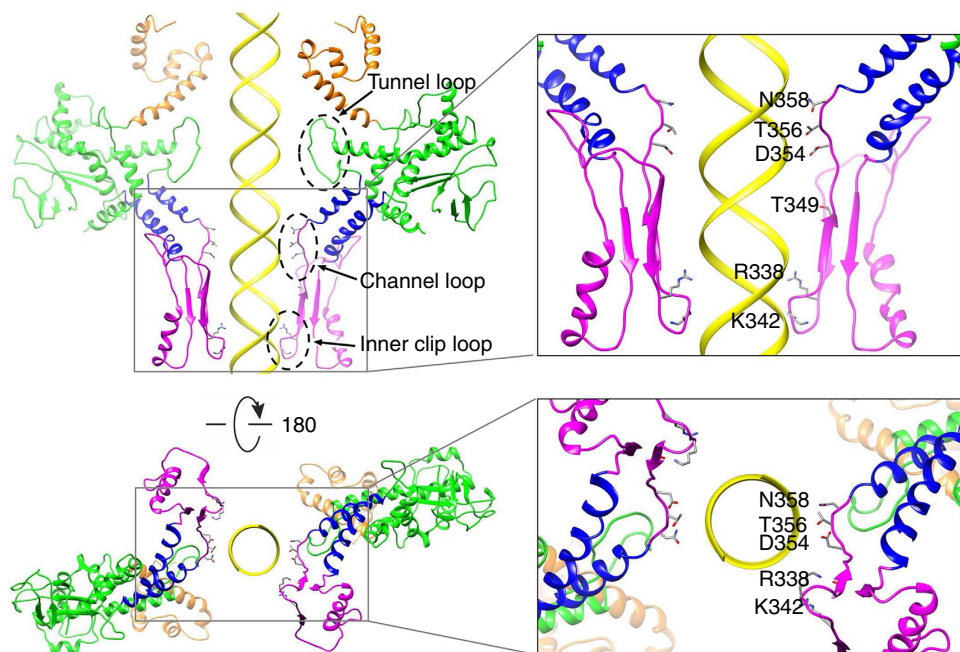 Tunnel loop
Channel loop
Inner clip loop
N358
T356
D354
T349
R338
K342
180
N358
T356
D354
R338
K342